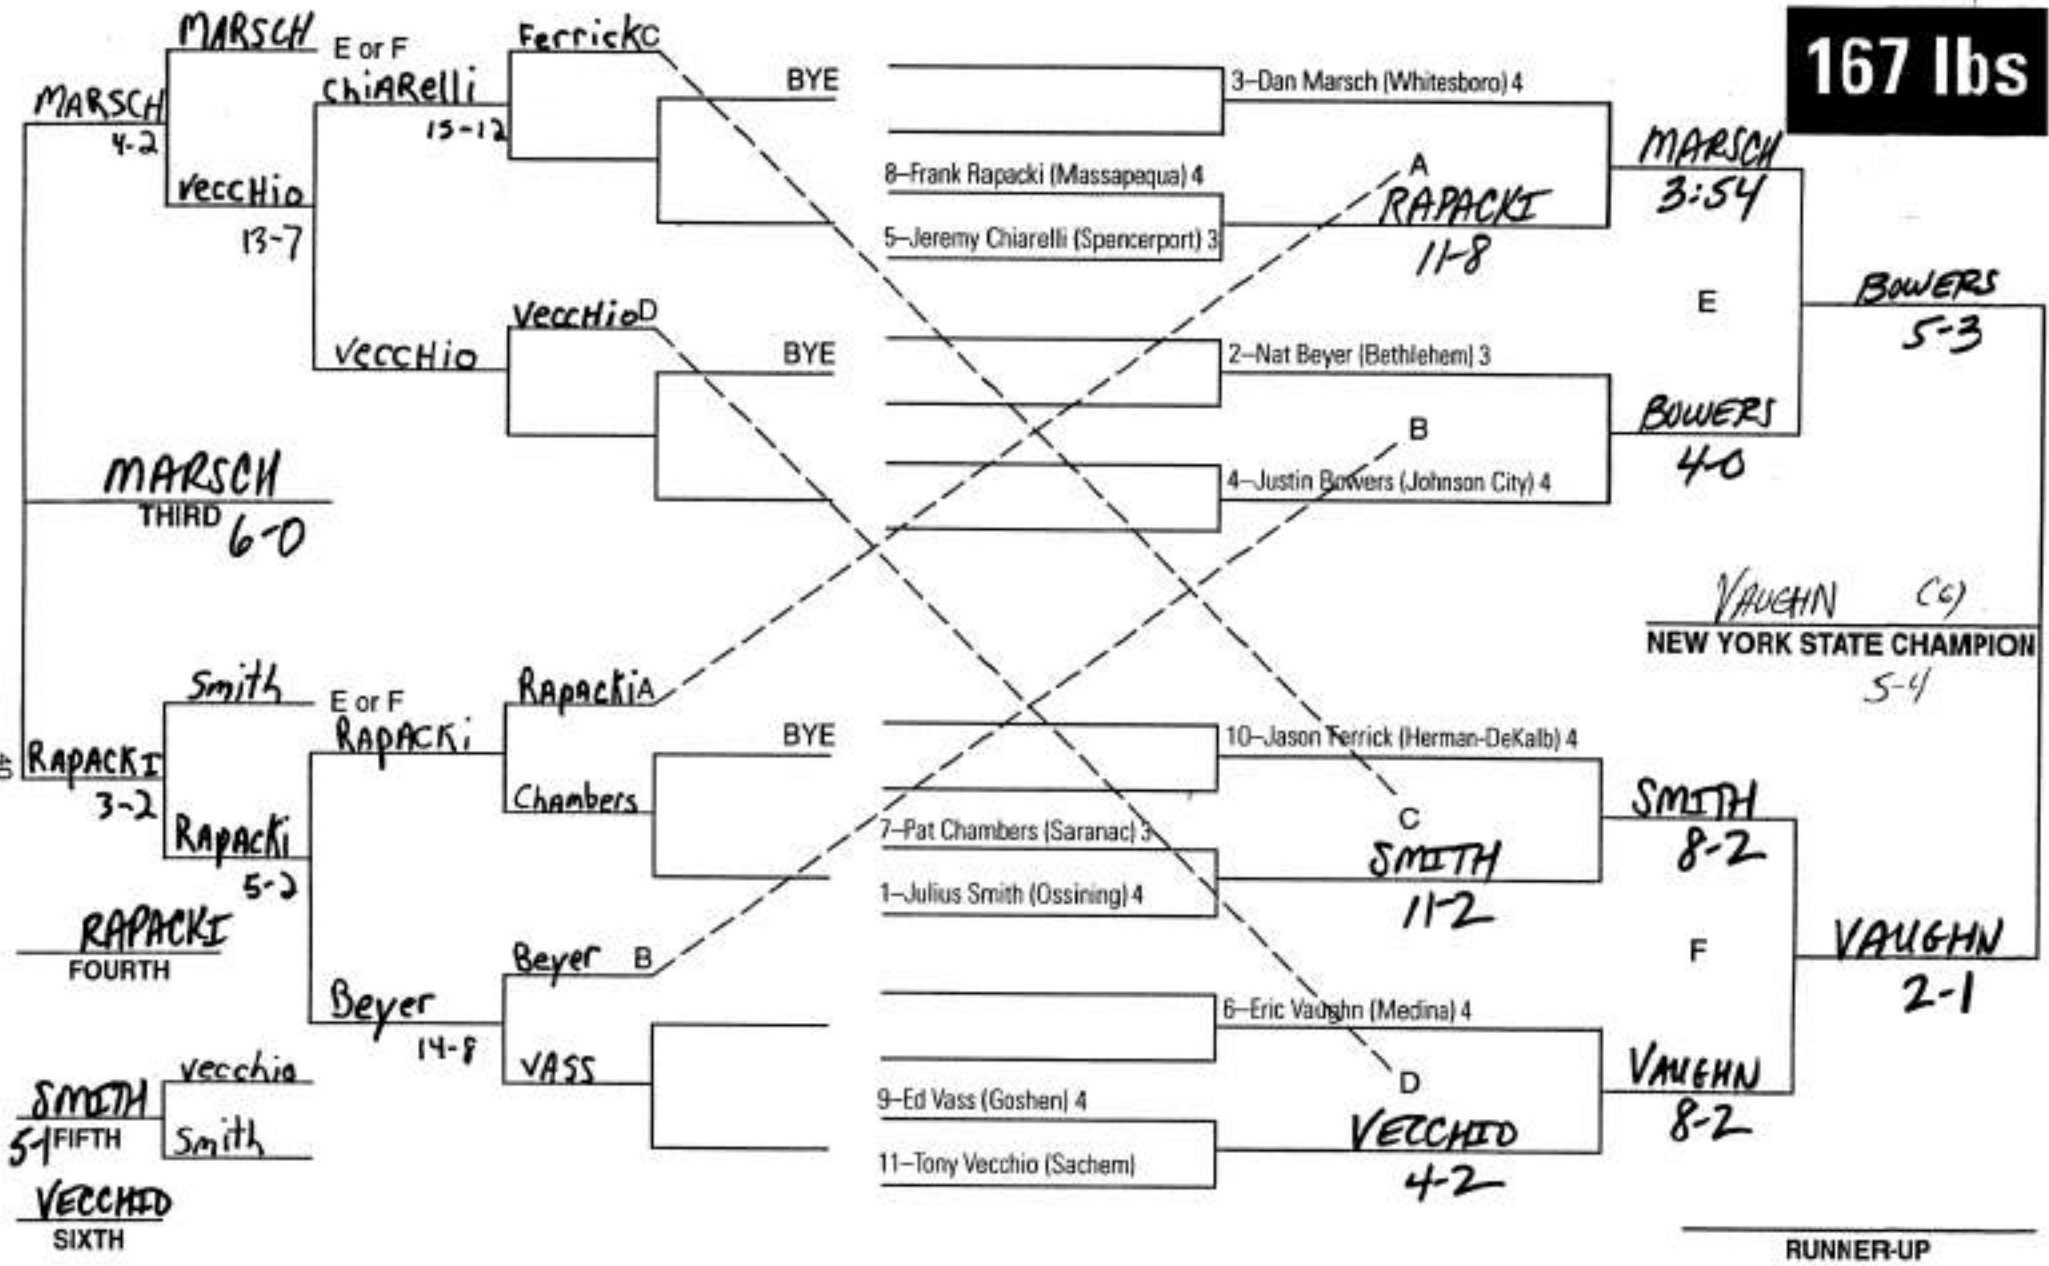 167 lbs
MARSCH
E or F
FerrickC
BYE
3–Dan Marsch (Whitesboro) 4
MARSCH
4-2
ChiARelli
15-12
A
MARSCH
3:54
8–Frank Rapacki (Massapequa) 4
RAPACKI
11-8
VeccHio
13-7
5–Jeremy Chiarelli (Spencerport) 3
E
BOWERS
5-3
VeccHioD
VeccHio
BYE
2–Nat Beyer (Bethlehem) 3
B
BOWERS
4-0
MARSCH
THIRD
6-0
4–Justin Bowers (Johnson City) 4
VAUGHN (6)
NEW YORK STATE CHAMPION
5-4
Smith
E or F
RApAckiA
RApACKi
BYE
10–Jason Ferrick (Herman-DeKalb) 4
40
RAPACKI
3-2
Chambers
C
SMITH
8-2
RApAcKi
5-2
7–Pat Chambers (Saranac) 3
SMITH
11-2
1–Julius Smith (Ossining) 4
RAPACKI
FOURTH
Beyer B
F
VAUGHN
2-1
Beyer
14-8
6–Eric Vaughn (Medina) 4
VASS
D
VAUGHN
8-2
Vecchio
SMITH
5-1 FIFTH
Smith
9–Ed Vass (Goshen) 4
VECCHIO
4-2
11–Tony Vecchio (Sachem)
VECCHIO
SIXTH
RUNNER-UP